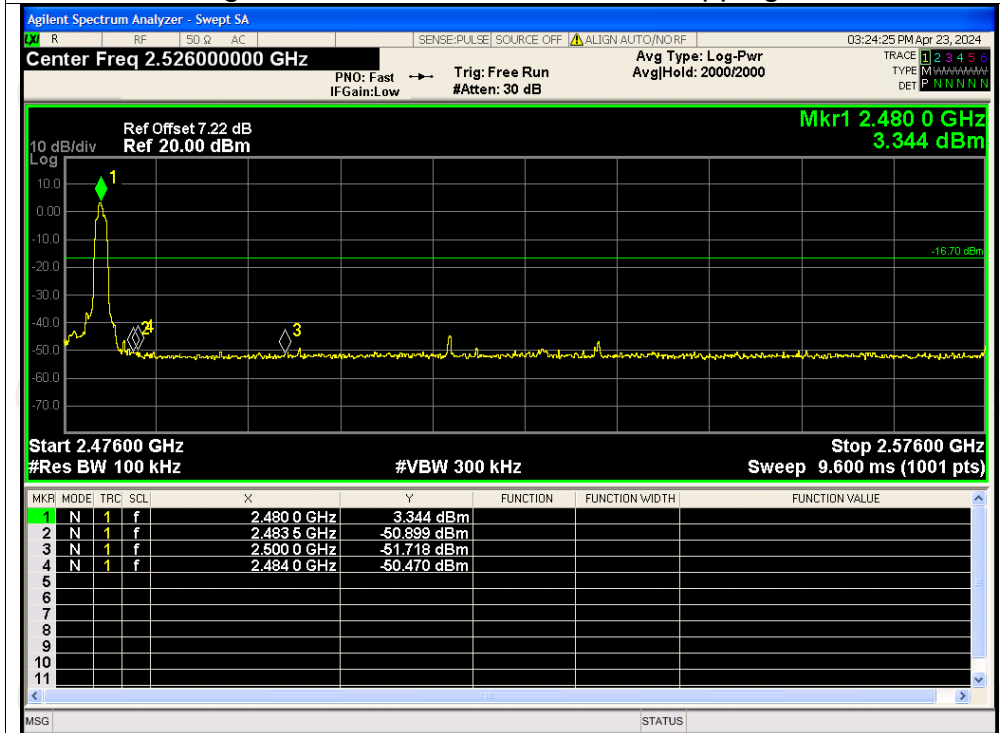 Agilent Spectrum Analyzer - Swept SA
LXI R RF 50 Ω AC SENSE:PULSE SOURCE OFF ALIGN AUTO/NO RF 03:24:25 PM Apr 23, 2024
Center Freq 2.526000000 GHz
PNO: Fast
IFGain:Low
Trig: Free Run
#Atten: 30 dB
Avg Type: Log-Pwr
Avg|Hold: 2000/2000
TRACE 1 2 3 4 5 6
TYPE M
DET P N N N N N
Mkr1 2.480 0 GHz
3.344 dBm
Ref Offset 7.22 dB
10 dB/div Ref 20.00 dBm
Log
10.0
0.00
-10.0
-20.0
-30.0
-40.0
-50.0
-60.0
-70.0
1
-16.70 dBm
24
3
Start 2.47600 GHz Stop 2.57600 GHz
#Res BW 100 kHz #VBW 300 kHz Sweep 9.600 ms (1001 pts)
MKR MODE TRC SCL X Y FUNCTION FUNCTION WIDTH FUNCTION VALUE
1 N 1 f 2.480 0 GHz 3.344 dBm
2 N 1 f 2.483 5 GHz -50.899 dBm
3 N 1 f 2.500 0 GHz -51.718 dBm
4 N 1 f 2.484 0 GHz -50.470 dBm
5
6
7
8
9
10
11
MSG STATUS